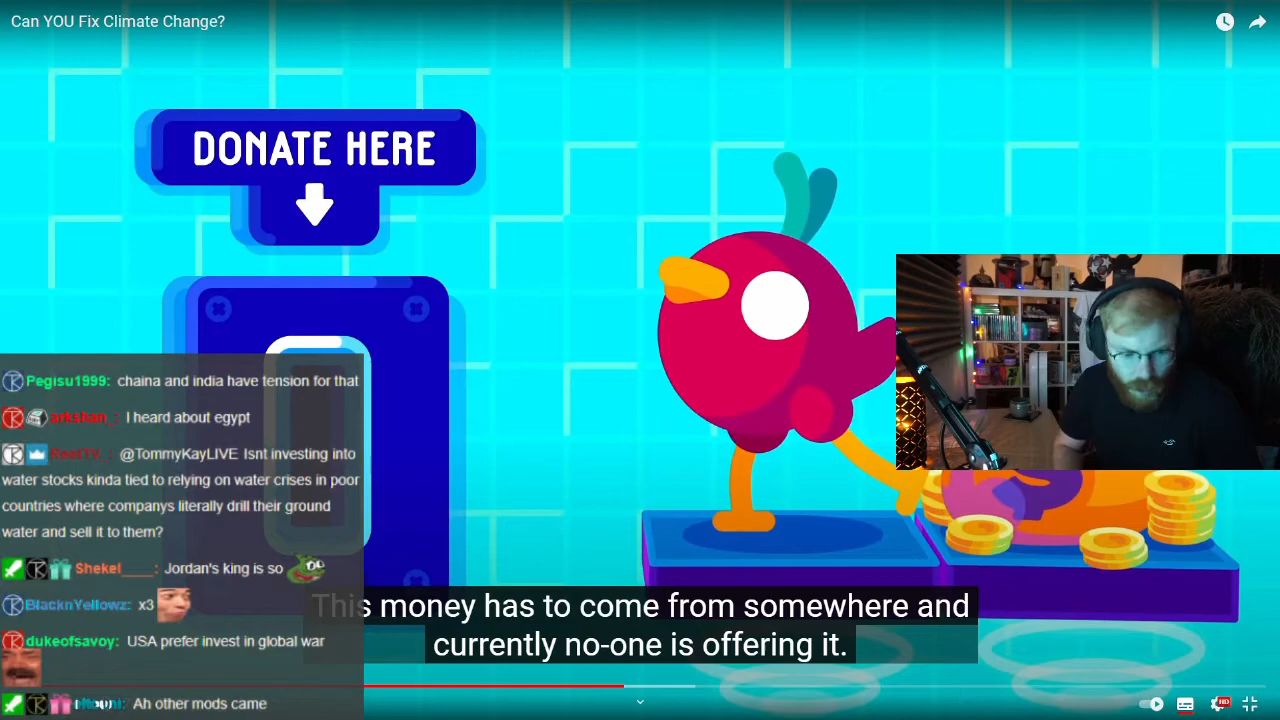 Can YOU Fix Climate Change?
DONATE HERE
Pegisu1999: chaina and india have tension for that
arkshan_: I heard about egypt
@TommyKayLIVE Isnt investing into
water stocks kinda tied to relying on water crises in poor
countries where companys literally drill their ground
water and sell it to them?
Shekel____: Jordan's king is so
BlacknYellowz: x3
dukeofsavoy: USA prefer invest in global war
Ah other mods came
This money has to come from somewhere and
currently no-one is offering it.
HD